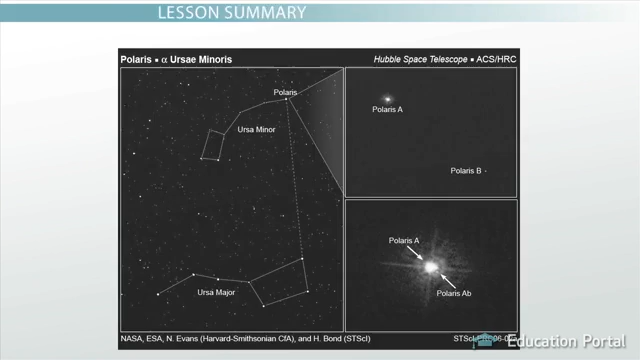 LESSON SUMMARY
Polaris ▪ α Ursae Minoris
Hubble Space Telescope ▪ ACS/HRC
Polaris
Ursa Minor
Ursa Major
Polaris A
Polaris B
Polaris A
Polaris Ab
NASA, ESA, N. Evans (Harvard-Smithsonian CfA), and H. Bond (STScI)
Education Portal